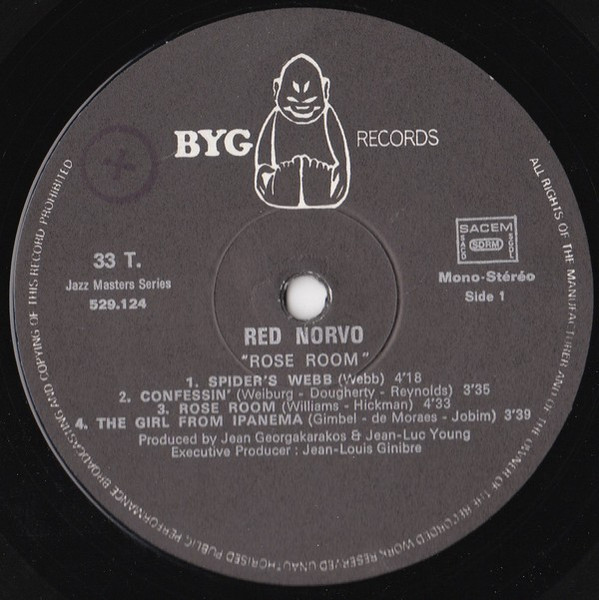 BYG RECORDS
33 T.
Jazz Masters Series
529.124
SACEM
SACD SDRM SGDL
Mono-Stéréo
Side 1
RED NORVO
"ROSE ROOM"
1. SPIDER'S WEBB (Webb) 4'18
2. CONFESSIN' (Weiburg - Dougherty - Reynolds) 3'35
3. ROSE ROOM (Williams - Hickman) 4'33
4. THE GIRL FROM IPANEMA (Gimbel - de Moraes - Jobim) 3'39
Produced by Jean Georgakarakos & Jean-Luc Young
Executive Producer : Jean-Louis Ginibre
ALL RIGHTS OF THE MANUFACTURER AND OF THE OWNER OF THE RECORDED WORK RESERVED UNAUTHORISED PUBLIC PERFORMANCE BROADCASTING AND COPYING OF THIS RECORD PROHIBITED